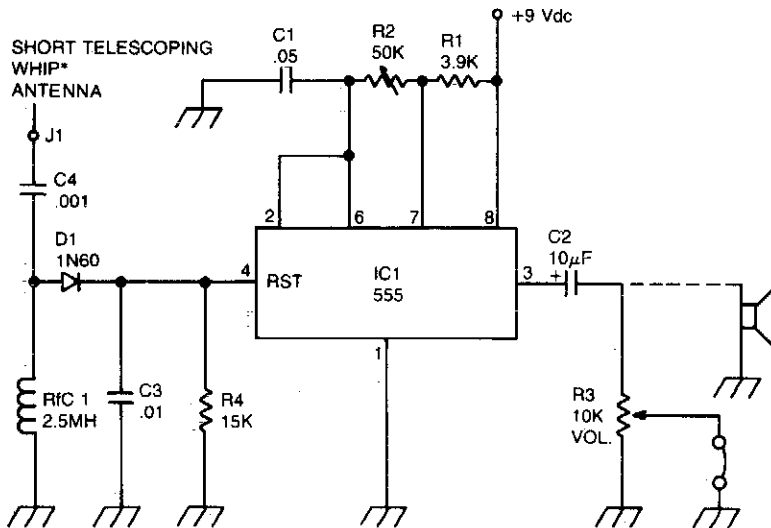 +9 Vdc
SHORT TELESCOPING
WHIP*
ANTENNA
J1
C4
.001
C1
.05
R2
50K
R1
3.9K
2
6
7
8
D1
1N60
4
RST
IC1
555
3
C2
10μF
+
1
RfC 1
2.5MH
C3
.01
R4
15K
R3
10K
VOL.